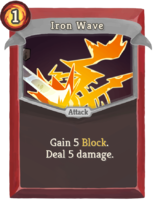 1
Iron Wave
Attack
Gain 5 Block.
Deal 5 damage.